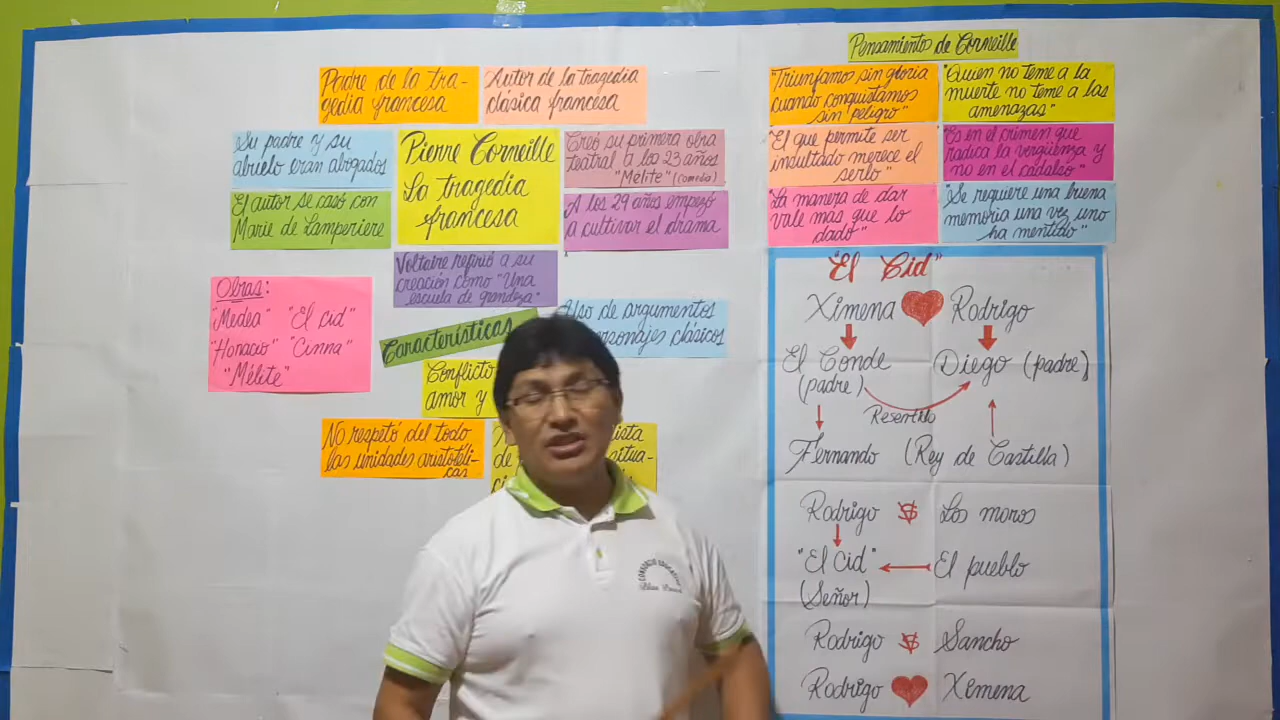 Pensamientos de Corneille
Padre de la tra-
gedia francesa
Autor de la tragedia
clásica francesa
Su padre y su
abuelo eran abogados
Pierre Corneille
La tragedia
francesa
Creó su primera obra
teatral a los 23 años
"Mélite" (comedia)
El autor se casó con
Marie de Lamperiere
A los 29 años empezó
a cultivar el drama
Voltaire refirió a su
creación como "Una
escuela de grandeza"
Obras:
"Medea" "El cid"
"Horacio" "Cinna"
"Mélite"
Características
Uso de argumentos
personajes clásicos
Conflicto
amor y
No respetó del todo
las unidades aristotéli-
cas
de
"Triunfamos sin gloria
cuando conquistamos
sin peligro"
"Quien no teme a la
muerte no teme a las
amenazas"
"El que permite ser
insultado merece el
serlo"
"Es en el crimen que
radica la vergüenza y
no en el cadalso"
"La manera de dar
vale más que lo
dado"
"Se requiere una buena
memoria una vez uno
ha mentido"
"El Cid"
Ximena Rodrigo
El Conde Diego (padre)
(padre)
Resentido
Fernando (Rey de Castilla)
Rodrigo VS Los moros
"El Cid" El pueblo
(Señor)
Rodrigo VS Sancho
Rodrigo Ximena
CONSORCIO EDUCATIVO